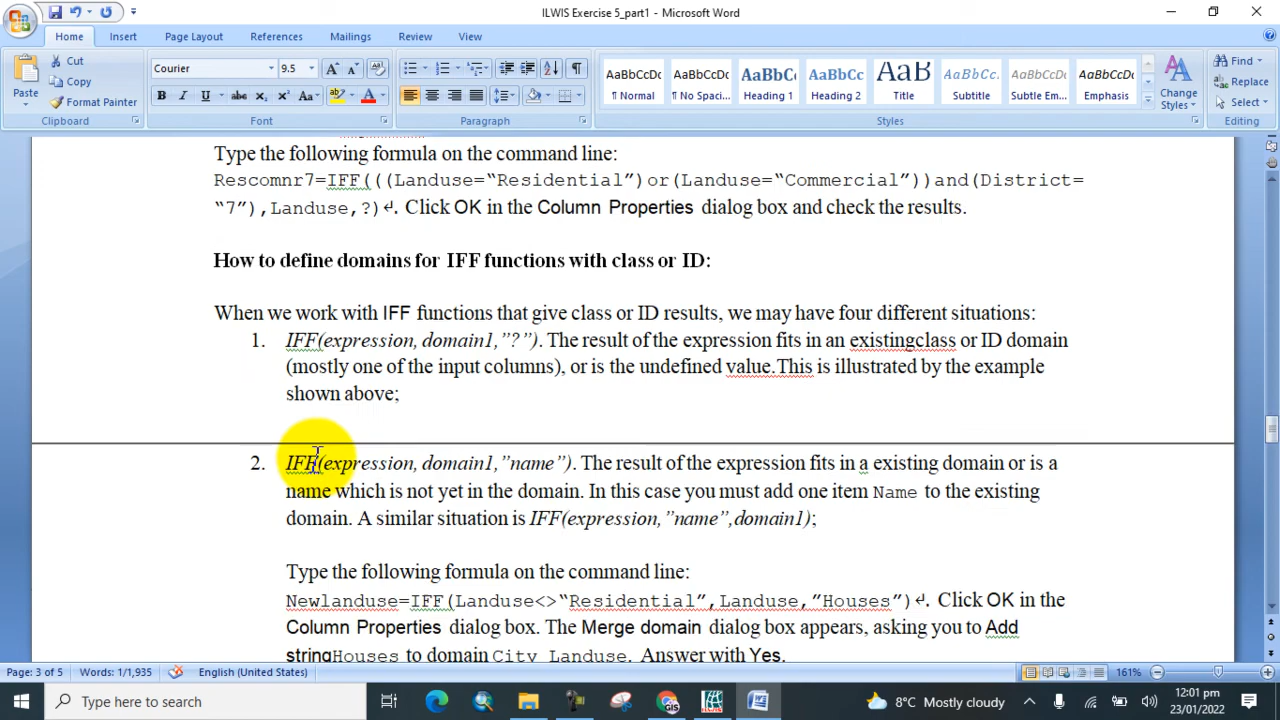 ILWIS Exercise 5_part1 - Microsoft Word
Home Insert Page Layout References Mailings Review View
Paste Cut Copy Format Painter Clipboard
Courier 9.5 Font
Paragraph
AaBbCcDc AaBbCcDc AaBbCc AaBbCc AaB AaBbCc. AaBbCcDc AaBbCcDc
¶ Normal ¶ No Spaci... Heading 1 Heading 2 Title Subtitle Subtle Em... Emphasis
Styles
Change Styles
Find Replace Select Editing
Type the following formula on the command line:
Rescomnr7=IFF(((Landuse=“Residential”)or(Landuse=“Commercial”))and(District=
“7”),Landuse,?)↵. Click OK in the Column Properties dialog box and check the results.
How to define domains for IFF functions with class or ID:
When we work with IFF functions that give class or ID results, we may have four different situations:
1. IFF(expression, domain1,”?”). The result of the expression fits in an existingclass or ID domain
(mostly one of the input columns), or is the undefined value.This is illustrated by the example
shown above;
2. IFF(expression, domain1,”name”). The result of the expression fits in a existing domain or is a
name which is not yet in the domain. In this case you must add one item Name to the existing
domain. A similar situation is IFF(expression,”name”,domain1);
Type the following formula on the command line:
Newlanduse=IFF(Landuse<>“Residential”,Landuse,”Houses”)↵. Click OK in the
Column Properties dialog box. The Merge domain dialog box appears, asking you to Add
stringHouses to domain City Landuse. Answer with Yes.
Page: 3 of 5 Words: 1/1,935 English (United States) 161%
Type here to search 8°C Mostly cloudy 12:01 pm
23/01/2022